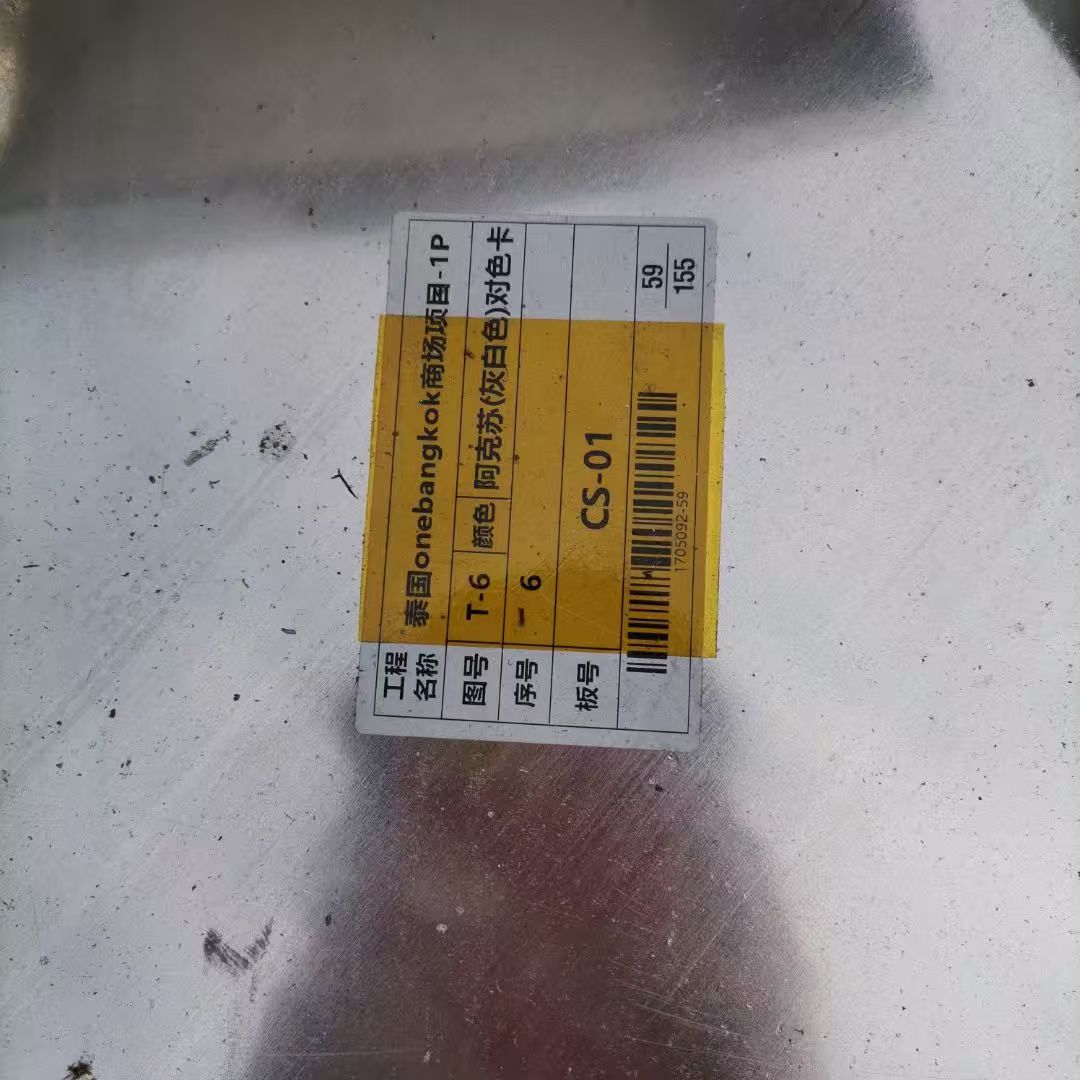 工程名称 泰国onebangkok商场项目-1P
图号 T-6 颜色 阿克苏(灰白色)对色卡
序号 6
板号 CS-01
1705092-59
59
155